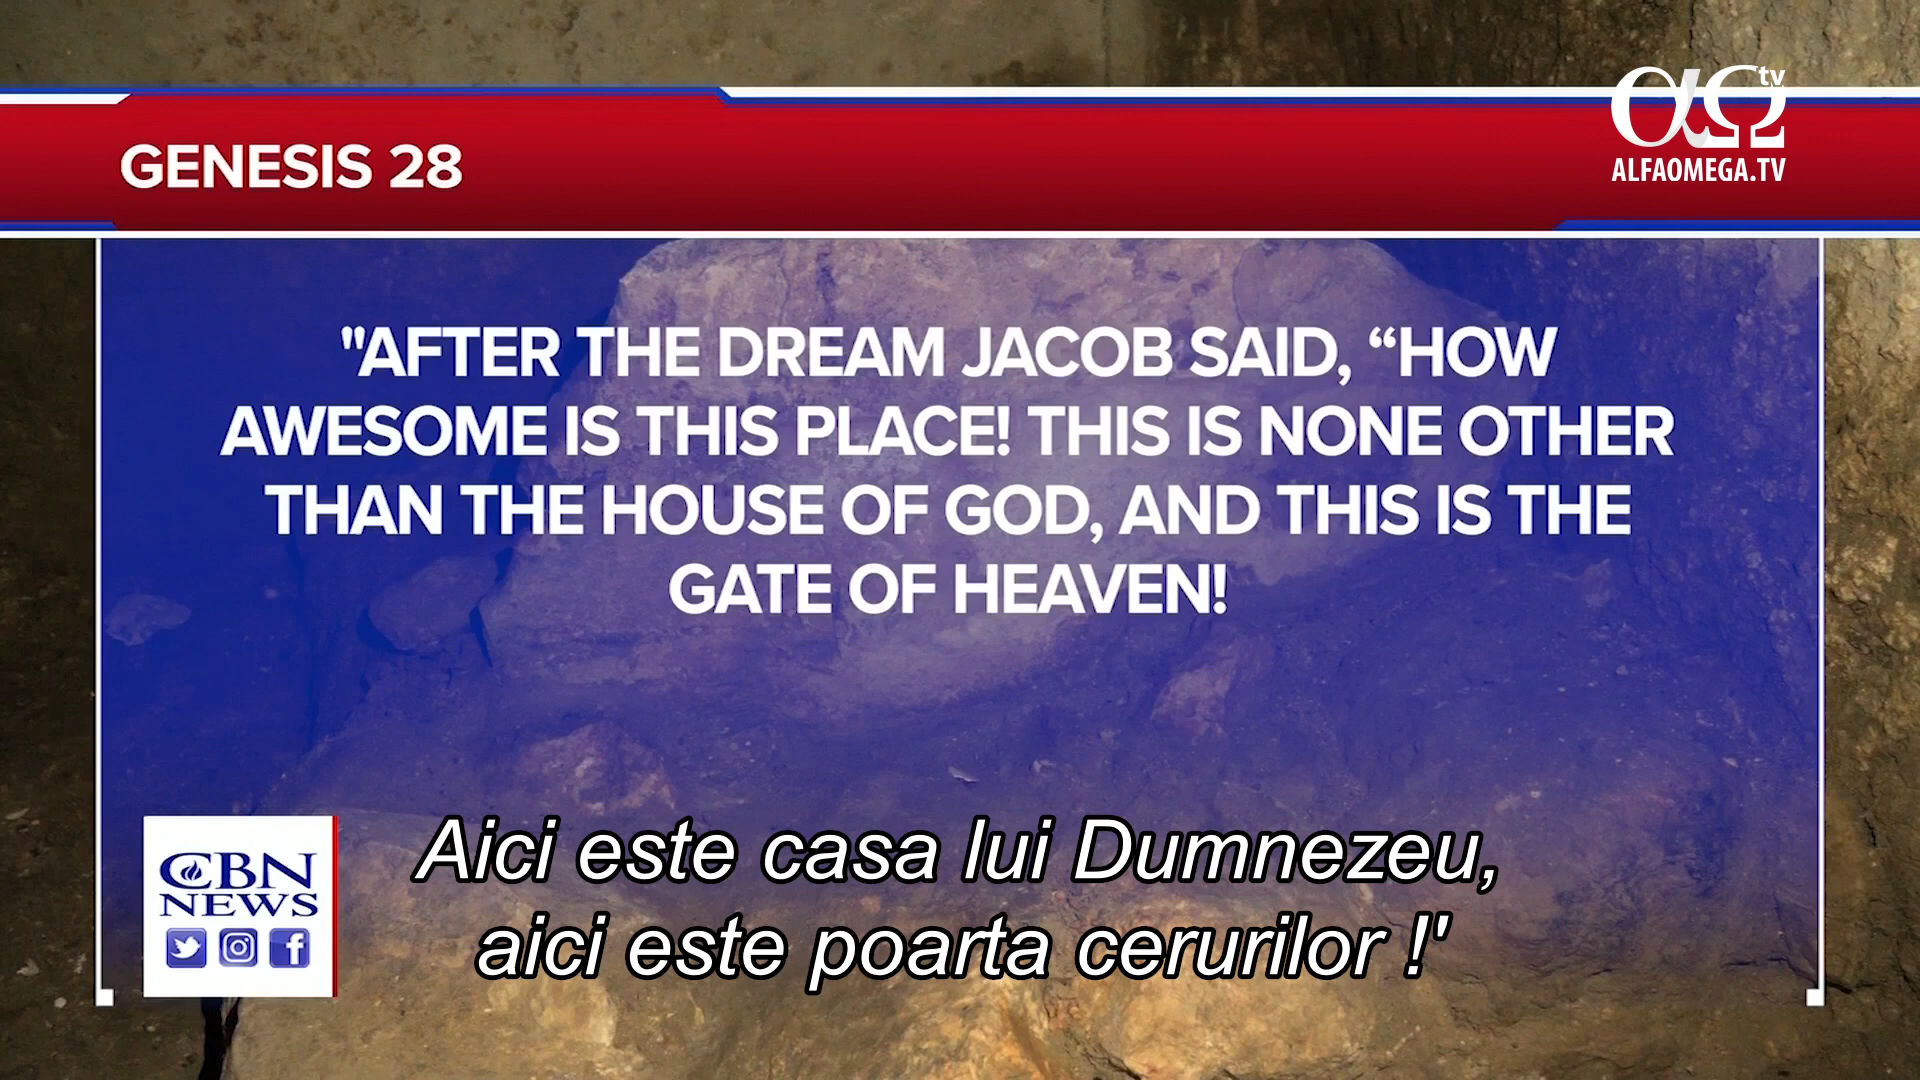 αΩ tv
ALFAOMEGA.TV
GENESIS 28
"AFTER THE DREAM JACOB SAID, “HOW
AWESOME IS THIS PLACE! THIS IS NONE OTHER
THAN THE HOUSE OF GOD, AND THIS IS THE
GATE OF HEAVEN!
CBN
NEWS
Aici este casa lui Dumnezeu,
aici este poarta cerurilor !'